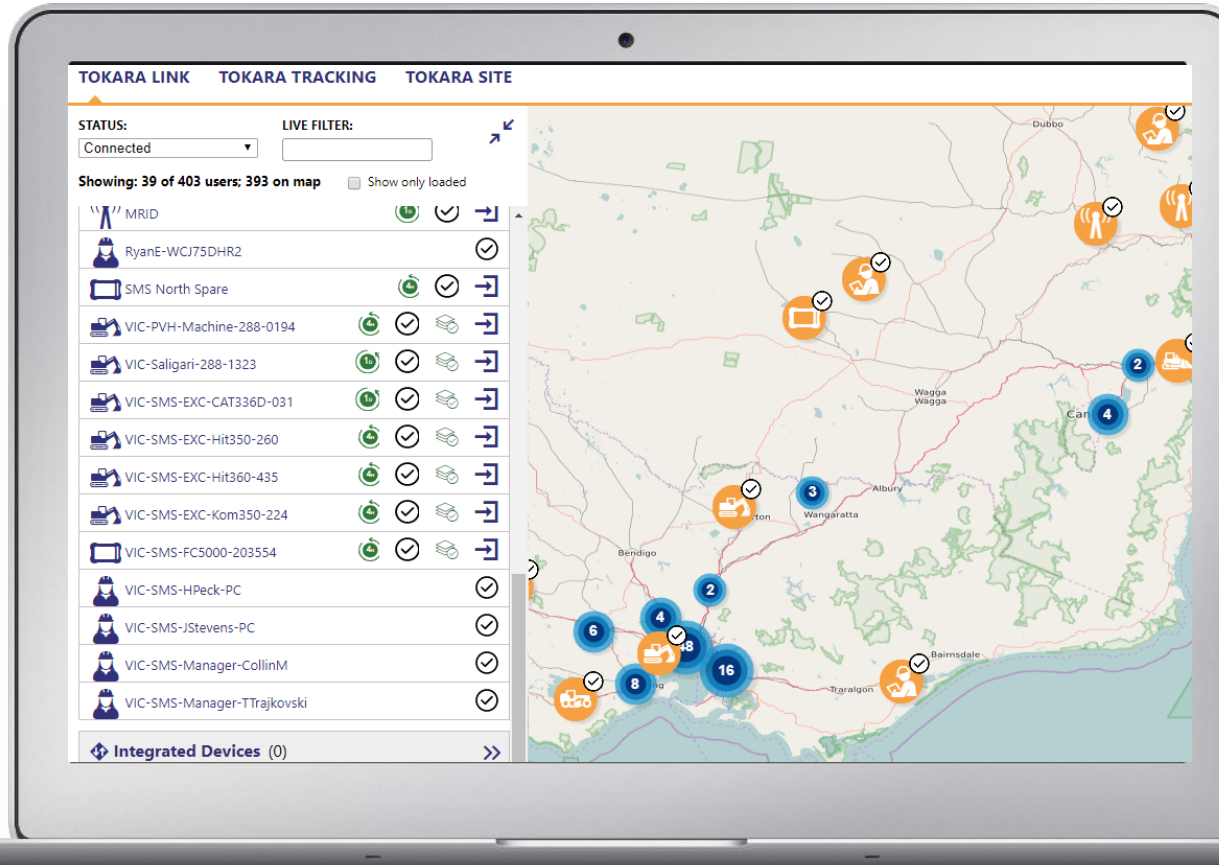 TOKARA LINK TOKARA TRACKING TOKARA SITE
STATUS: LIVE FILTER:
Connected
Showing: 39 of 403 users; 393 on map Show only loaded
MRID
RyanE-WCJ75DHR2
SMS North Spare
VIC-PVH-Machine-288-0194
VIC-Saligari-288-1323
VIC-SMS-EXC-CAT336D-031
VIC-SMS-EXC-Hit350-260
VIC-SMS-EXC-Hit360-435
VIC-SMS-EXC-Kom350-224
VIC-SMS-FC5000-203554
VIC-SMS-HPeck-PC
VIC-SMS-JStevens-PC
VIC-SMS-Manager-CollinM
VIC-SMS-Manager-TTrajkovski
Integrated Devices (0)
Dubbo
Wagga
Wagga
2
Can
4
3
Albury
ton
Wangaratta
Bendigo
2
4
6
8
16
8
ng
Bairnsdale
Traralgon